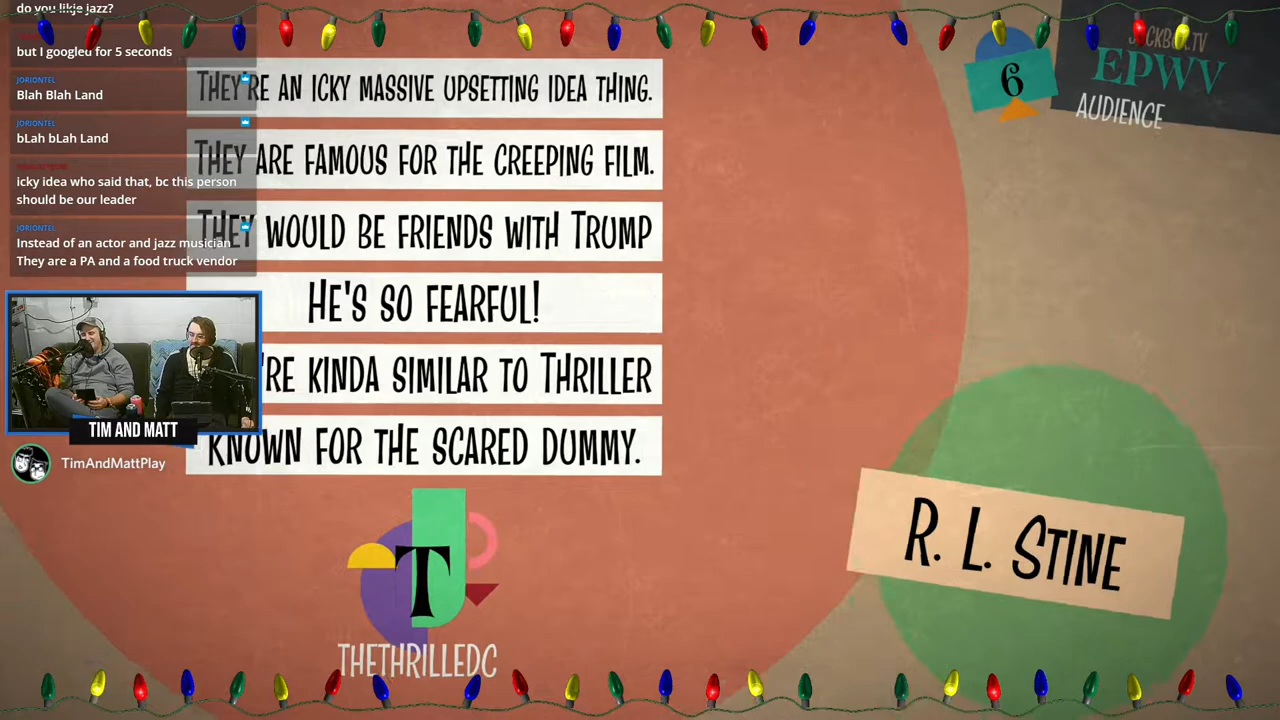 do you likje jazz?
but I googleu for 5 seconds
JORIONTEL
Blah Blah Land
JORIONTEL
bLah bLah Land
icky idea who said that, bc this person
should be our leader
JORIONTEL
Instead of an actor and jazz musician
They are a PA and a food truck vendor
TIM AND MATT
TimAndMattPlay
THEY'RE AN ICKY MASSIVE UPSETTING IDEA THING.
THEY ARE FAMOUS FOR THE CREEPING FILM.
THEY WOULD BE FRIENDS WITH TRUMP
HE'S SO FEARFUL!
'RE KINDA SIMILAR TO THRILLER
KNOWN FOR THE SCARED DUMMY.
T
THETHRILLEDC
6
JACKBOX.TV
EPWV
AUDIENCE
R. L. STINE